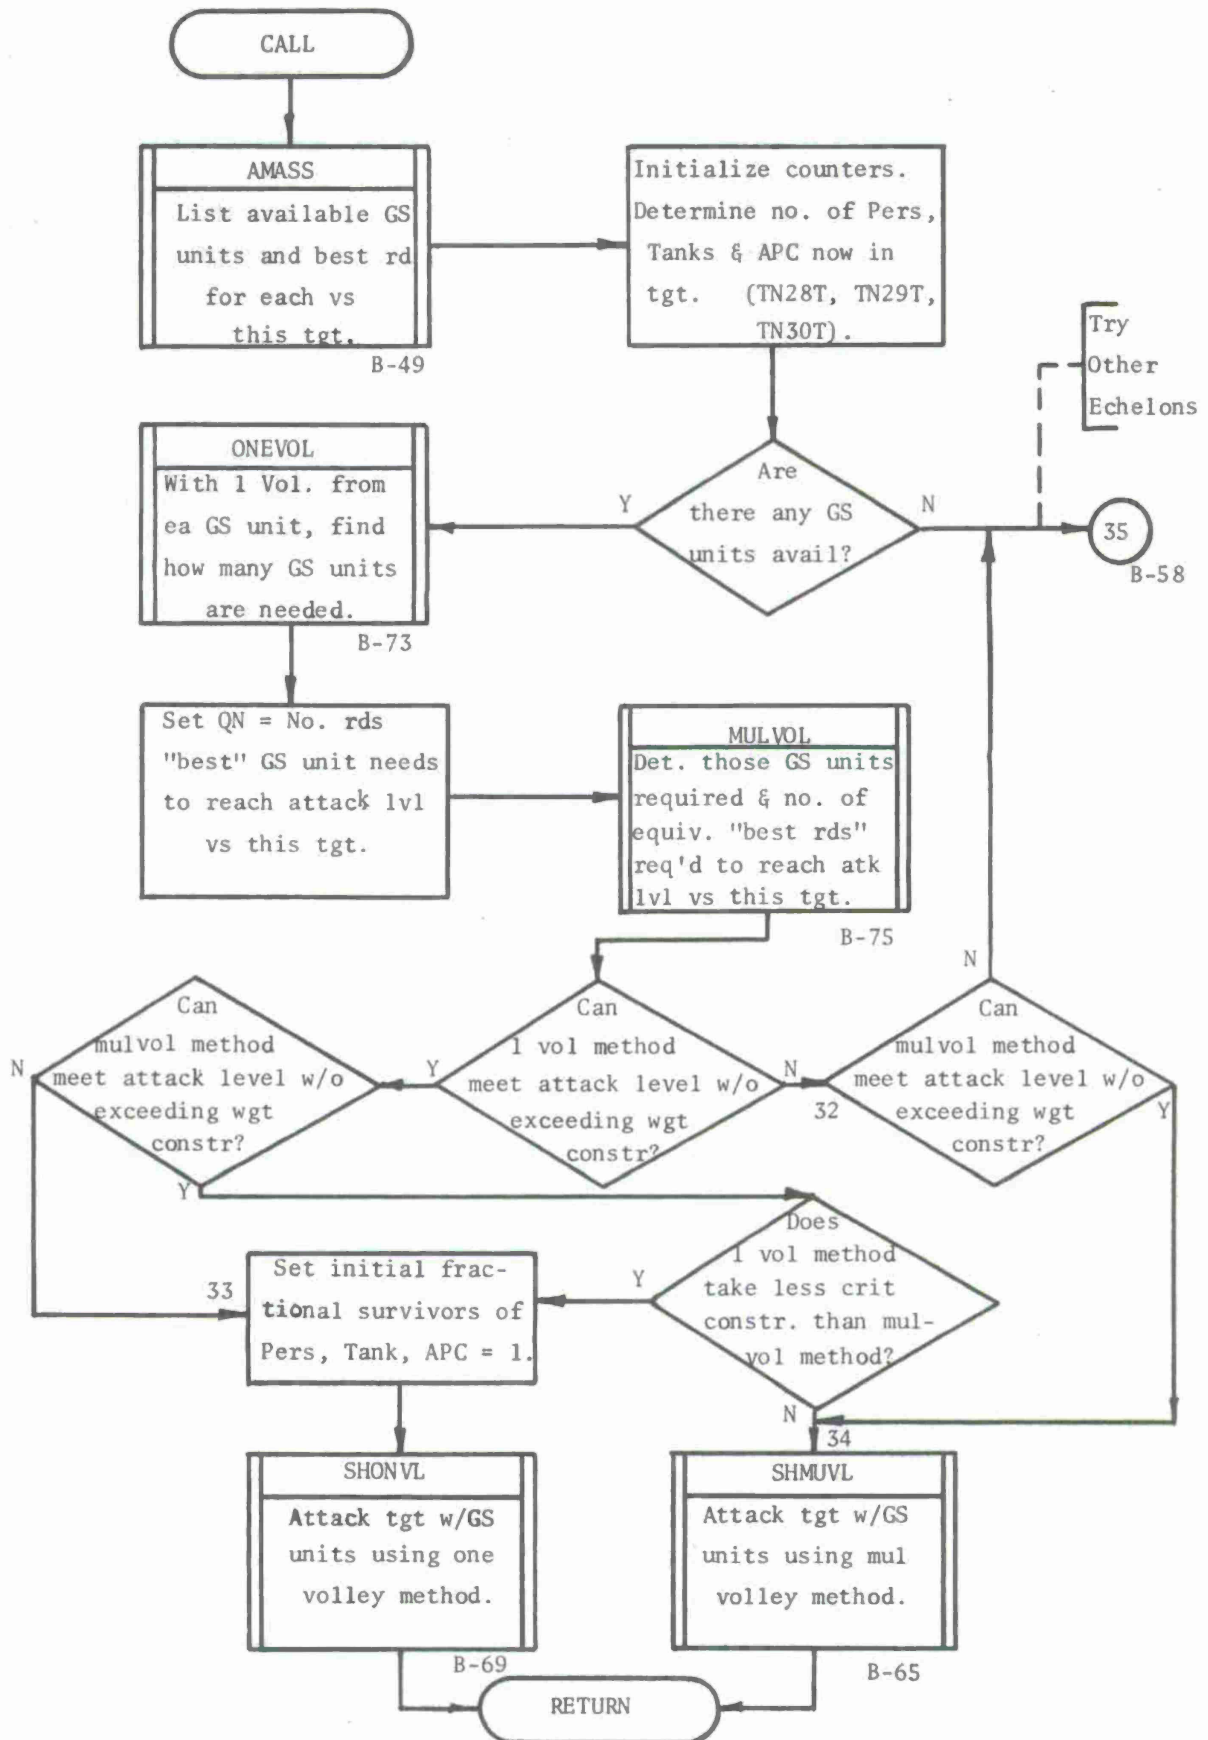 CALL
AMASS
List available GS
units and best rd
for each vs
this tgt.
B-49
Initialize counters.
Determine no. of Pers,
Tanks & APC now in
tgt. (TN28T, TN29T,
TN30T).
Try
Other
Echelons
ONEVOL
With 1 Vol. from
ea GS unit, find
how many GS units
are needed.
B-73
Y
Are
there any GS
units avail?
N
35
B-58
Set QN = No. rds
"best" GS unit needs
to reach attack lvl
vs this tgt.
MULVOL
Det. those GS units
required & no. of
equiv. "best rds"
req'd to reach atk
lvl vs this tgt.
B-75
N
Can
mulvol method
meet attack level w/o
exceeding wgt
constr?
Y
Y
Can
1 vol method
meet attack level w/o
exceeding wgt
constr?
N
32
N
Can
mulvol method
meet attack level w/o
exceeding wgt
constr?
Y
33
Set initial frac-
tional survivors of
Pers, Tank, APC = 1.
Y
Does
1 vol method
take less crit
constr. than mul-
vol method?
N
34
SHONVL
Attack tgt w/GS
units using one
volley method.
B-69
SHMUVL
Attack tgt w/GS
units using mul
volley method.
B-65
RETURN